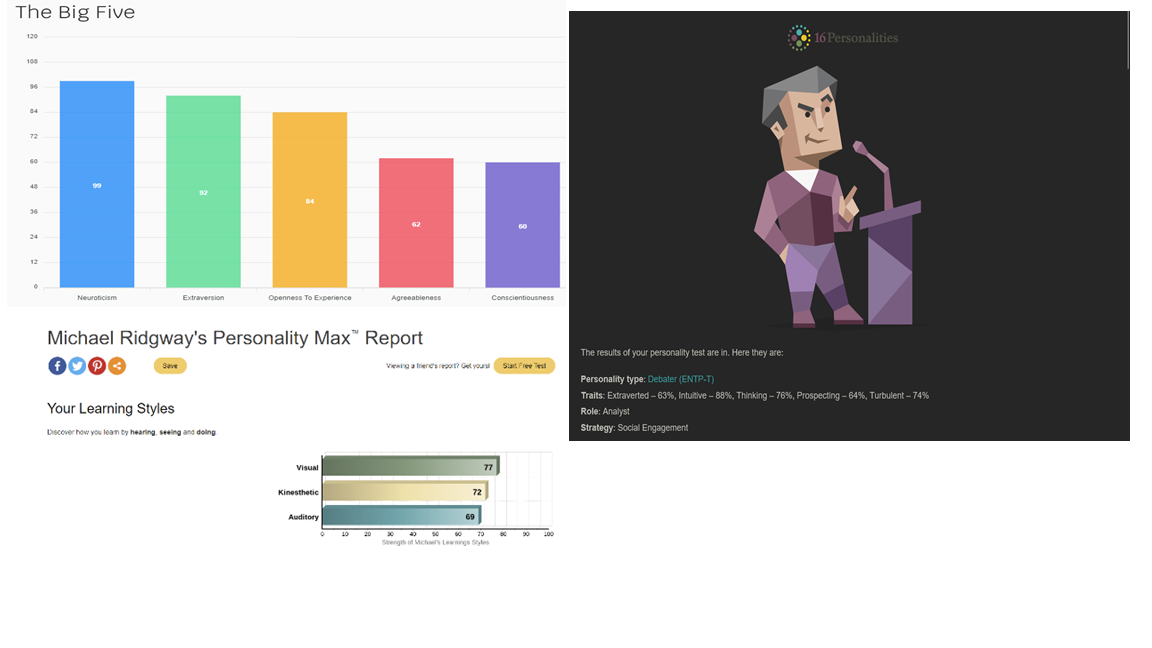 The Big Five
120
108
96
84
72
60
48
36
24
12
0
99
92
84
62
60
Neuroticism
Extraversion
Openness To Experience
Agreeableness
Conscientiousness
Michael Ridgway's Personality Max™ Report
Save
Viewing a friend's report? Get yours!
Start Free Test
Your Learning Styles
Discover how you learn by hearing, seeing and doing.
Visual 77
Kinesthetic 72
Auditory 69
0 10 20 30 40 50 60 70 80 90 100
Strength of Michael's Learnings Styles
16Personalities
The results of your personality test are in. Here they are:
Personality type: Debater (ENTP-T)
Traits: Extraverted – 63%, Intuitive – 88%, Thinking – 76%, Prospecting – 64%, Turbulent – 74%
Role: Analyst
Strategy: Social Engagement